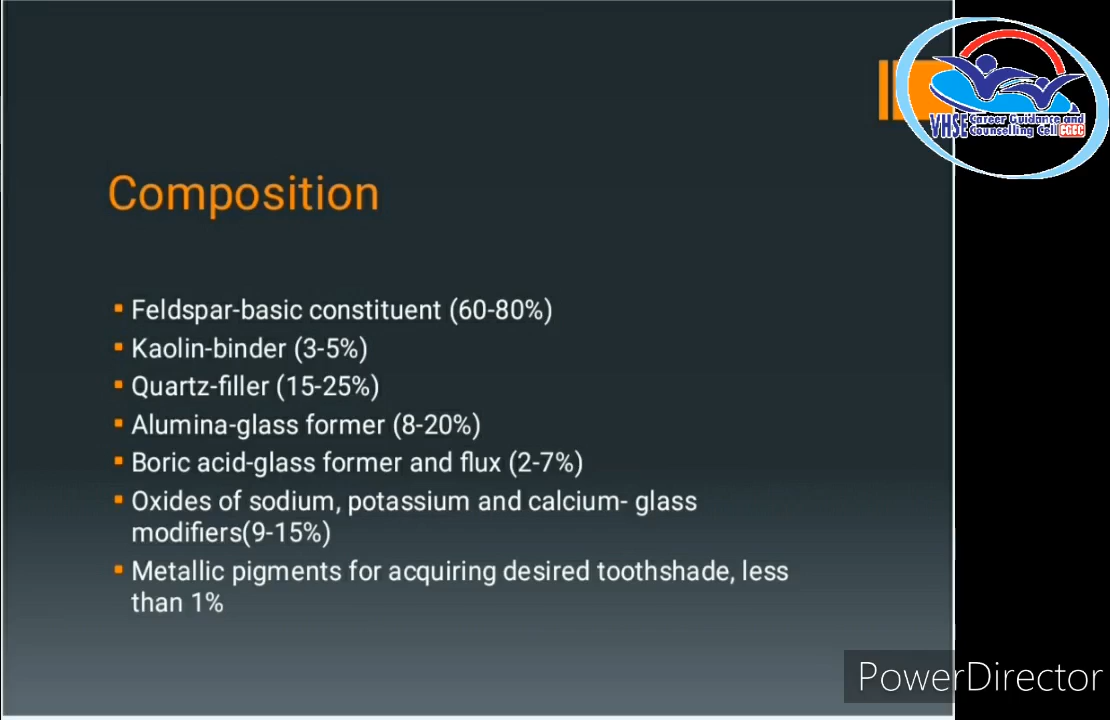 VHSE Career Guidance and
Counselling Cell CGCC
Composition
Feldspar-basic constituent (60-80%)
Kaolin-binder (3-5%)
Quartz-filler (15-25%)
Alumina-glass former (8-20%)
Boric acid-glass former and flux (2-7%)
Oxides of sodium, potassium and calcium- glass
modifiers(9-15%)
Metallic pigments for acquiring desired toothshade, less
than 1%
PowerDirector